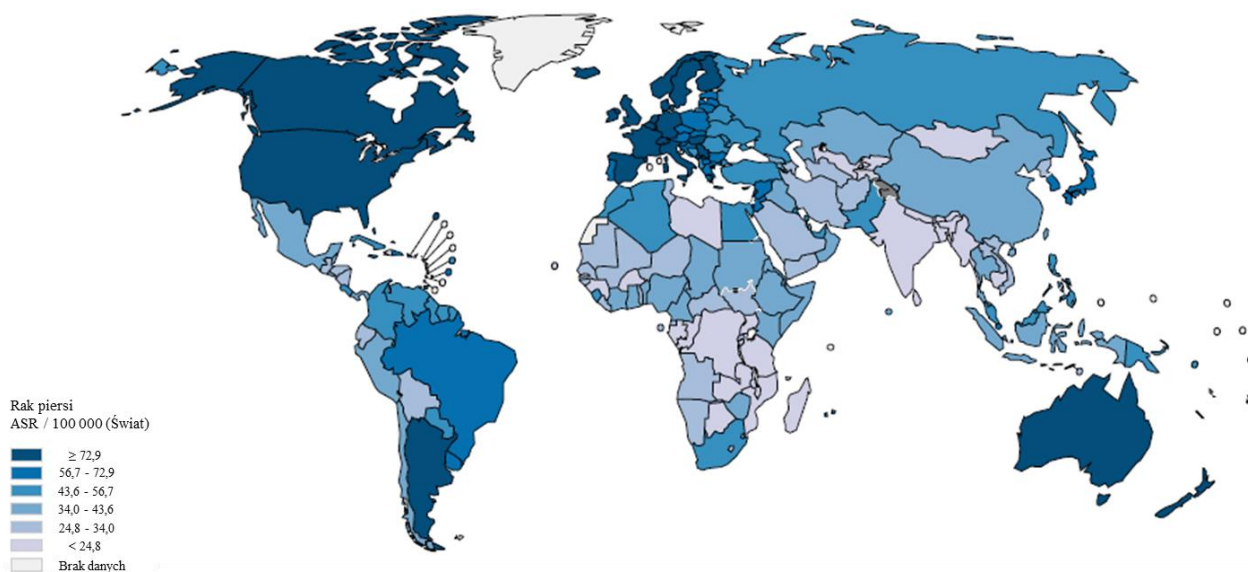 Rak piersi
ASR / 100 000 (Świat)
≥ 72,9
56,7 - 72,9
43,6 - 56,7
34,0 - 43,6
24,8 - 34,0
< 24,8
Brak danych